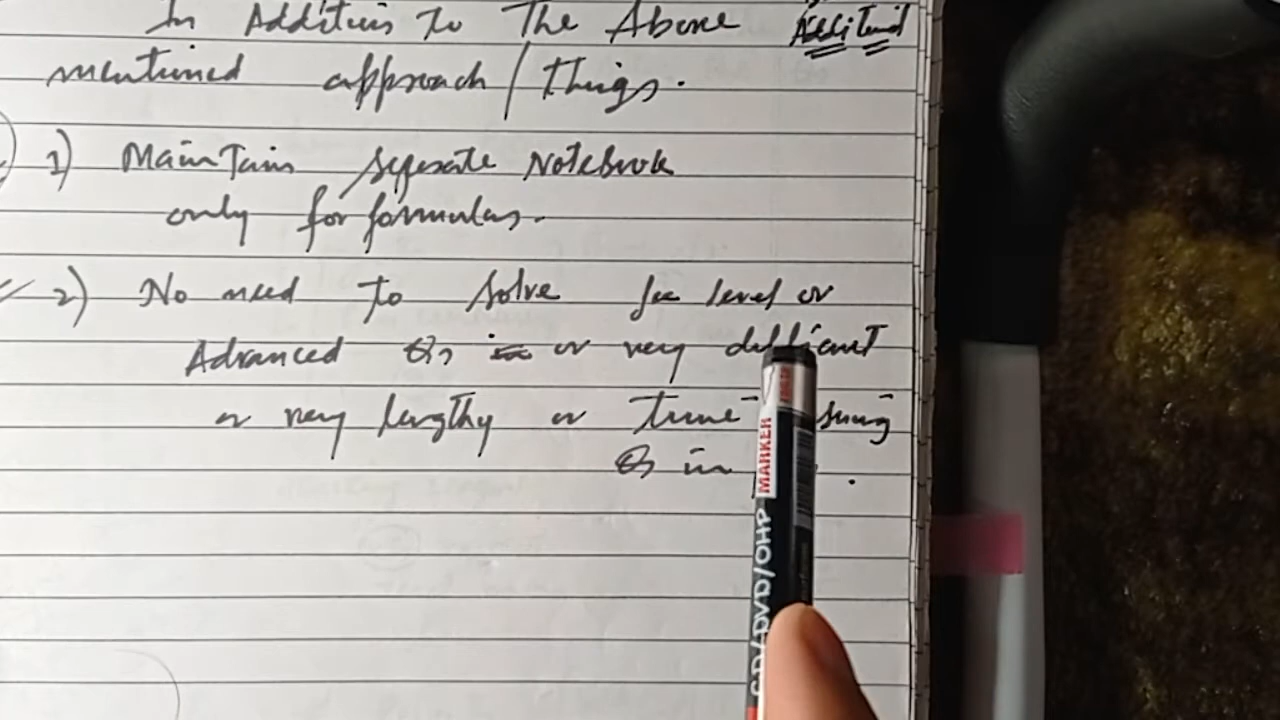 In Addition To The Above Additional
mentioned approach/things.
1) MainTain seperate NoteBook
only for formulas.
2) No need to solve Jee level or
Advanced Qs or very difficult
or very lengthy or time suing
Qs in .
MARKER
CD/DVD/OHP